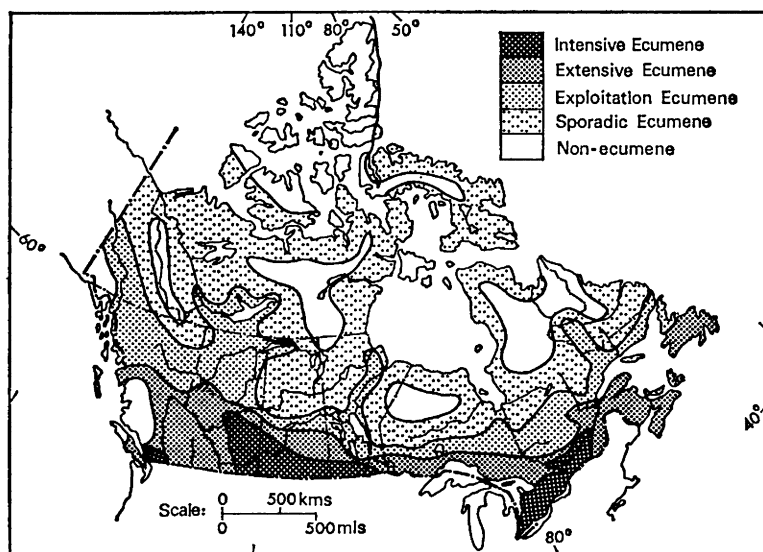 140° 110° 80° 50°
Intensive Ecumene
Extensive Ecumene
Exploitation Ecumene
Sporadic Ecumene
Non-ecumene
60°
40°
0 500 kms
Scale:
0 500 mls
80°